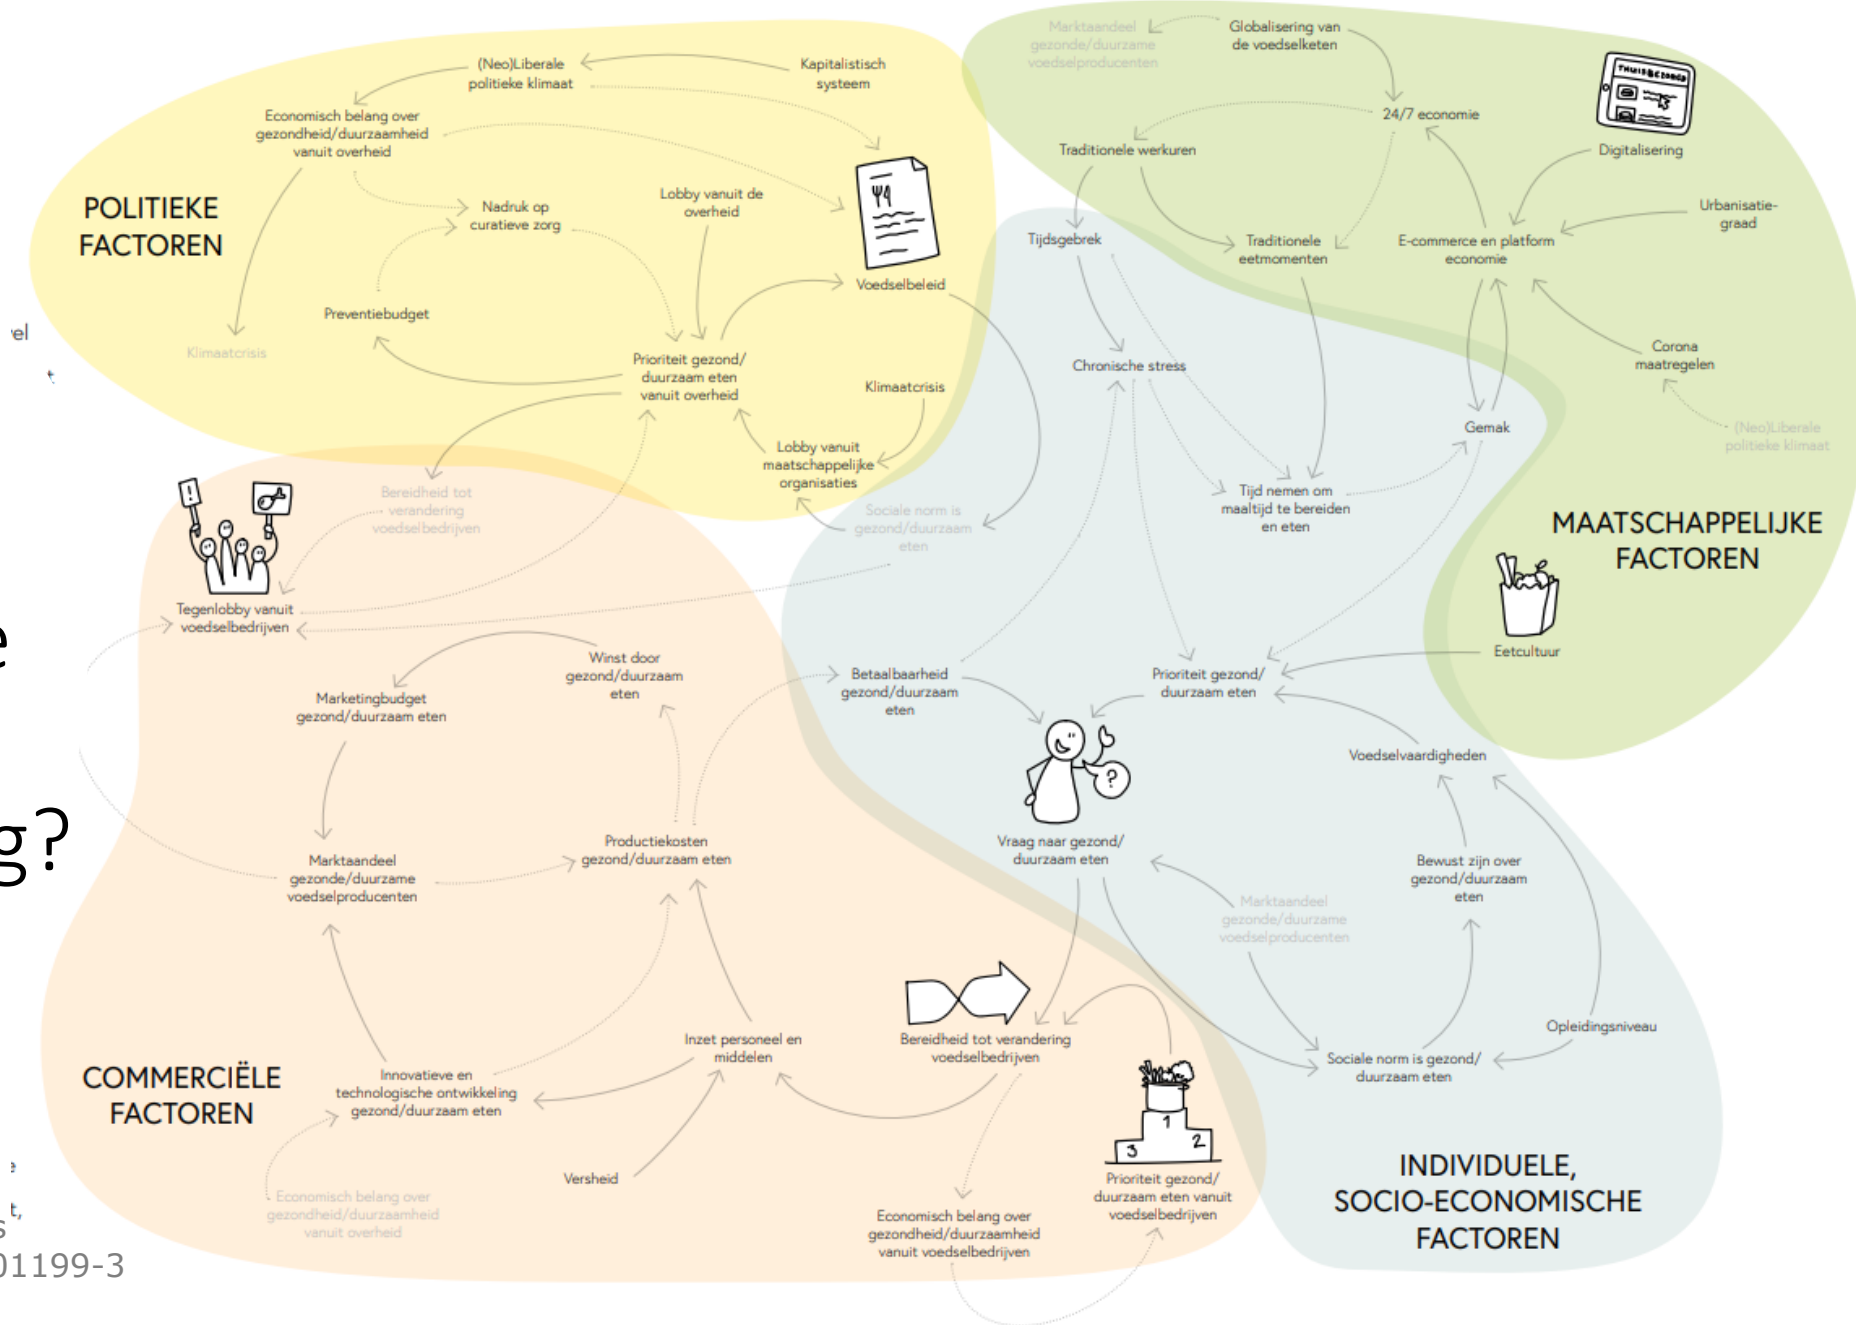 (Neo)Liberale
politieke klimaat
Kapitalistisch
systeem
Economisch belang over
gezondheid/duurzaamheid
vanuit overheid
POLITIEKE
FACTOREN
Nadruk op
curatieve zorg
Lobby vanuit de
overheid
Voedselbeleid
Preventiebudget
Klimaatcrisis
Prioriteit gezond/
duurzaam eten
vanuit overheid
Klimaatcrisis
Lobby vanuit
maatschappelijke
organisaties
Marktaandeel
gezonde/duurzame
voedselproducenten
Globalisering van
de voedselketen
THUISBEZORGD
24/7 economie
Traditionele werkuren
Digitalisering
Urbanisatie-
graad
Tijdsgebrek
Traditionele
eetmomenten
E-commerce en platform
economie
Corona
maatregelen
(Neo)Liberale
politieke klimaat
Chronische stress
Gemak
Tijd nemen om
maaltijd te bereiden
en eten
MAATSCHAPPELIJKE
FACTOREN
Eetcultuur
Bereidheid tot
verandering
voedselbedrijven
Sociale norm is
gezond/duurzaam
eten
!
Tegenlobby vanuit
voedselbedrijven
Winst door
gezond/duurzaam
eten
Marketingbudget
gezond/duurzaam eten
Betaalbaarheid
gezond/duurzaam
eten
Prioriteit gezond/
duurzaam eten
Voedselvaardigheden
?
Productiekosten
gezond/duurzaam eten
Marktaandeel
gezonde/duurzame
voedselproducenten
Vraag naar gezond/
duurzaam eten
Bewust zijn over
gezond/duurzaam
eten
Marktaandeel
gezonde/duurzame
voedselproducenten
Opleidingsniveau
Sociale norm is gezond/
duurzaam eten
Inzet personeel en
middelen
Bereidheid tot verandering
voedselbedrijven
COMMERCIËLE
FACTOREN
Innovatieve en
technologische ontwikkeling
gezond/duurzaam eten
1
2
3
Versheid
Economisch belang over
gezondheid/duurzaamheid
vanuit overheid
Prioriteit gezond/
duurzaam eten vanuit
voedselbedrijven
Economisch belang over
gezondheid/duurzaamheid
vanuit voedselbedrijven
INDIVIDUELE,
SOCIO-ECONOMISCHE
FACTOREN
el
t
e
g?
e
t,
s
01199-3